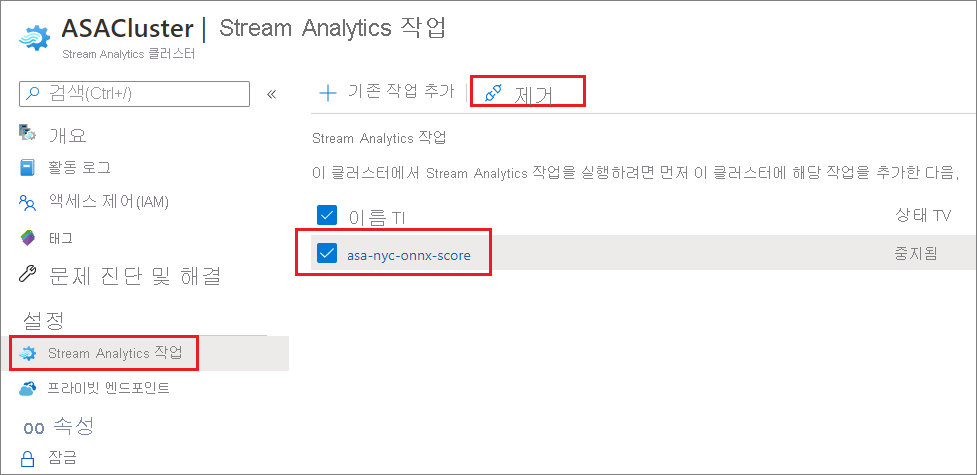 ASACluster | Stream Analytics 작업
Stream Analytics 클러스터
검색(Ctrl+/)
«
개요
활동 로그
액세스 제어(IAM)
태그
문제 진단 및 해결
설정
Stream Analytics 작업
프라이빗 엔드포인트
속성
잠금
기존 작업 추가
제거
Stream Analytics 작업
이 클러스터에서 Stream Analytics 작업을 실행하려면 먼저 이 클러스터에 해당 작업을 추가한 다음,
이름 TI 상태 TV
asa-nyc-onnx-score 중지됨